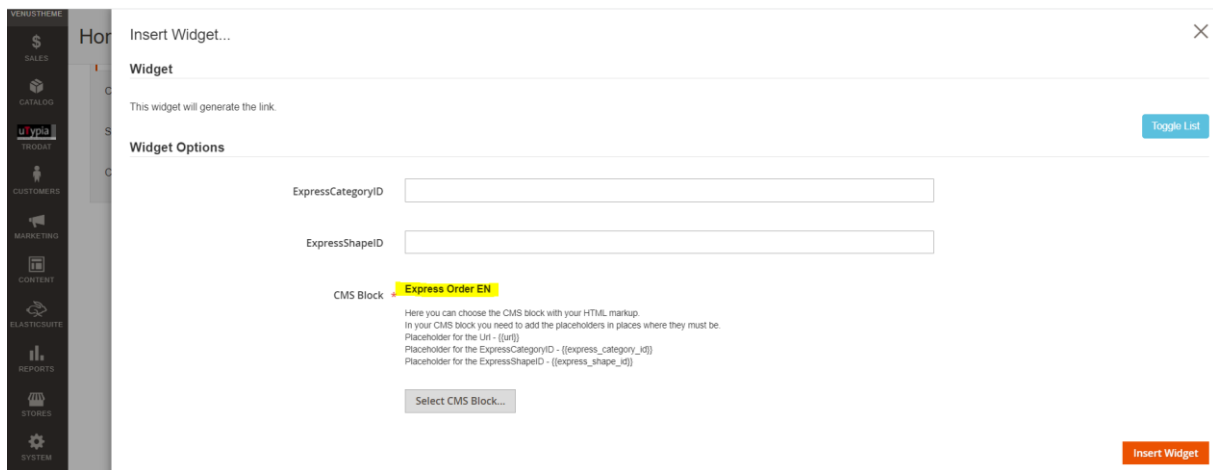 VENUSTHEME
SALES
CATALOG
uTypia
TRODAT
CUSTOMERS
MARKETING
CONTENT
ELASTICSUITE
REPORTS
STORES
SYSTEM
Hor
C
S
C
Insert Widget...
Widget
This widget will generate the link.
Toggle List
Widget Options
ExpressCategoryID
ExpressShapeID
CMS Block * Express Order EN
Here you can choose the CMS block with your HTML markup.
In your CMS block you need to add the placeholders in places where they must be.
Placeholder for the Url - {{url}}
Placeholder for the ExpressCategoryID - {{express_category_id}}
Placeholder for the ExpressShapeID - {{express_shape_id}}
Select CMS Block...
Insert Widget